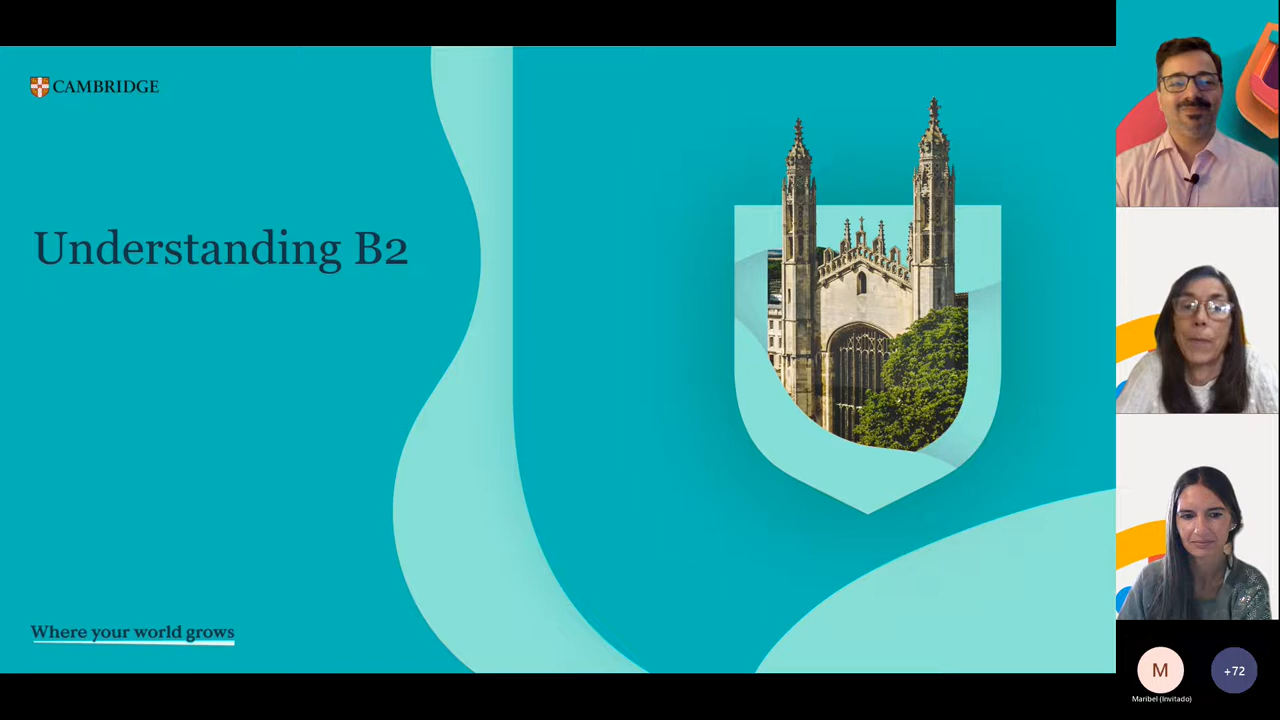 CAMBRIDGE
Understanding B2
Where your world grows
M
+72
Maribel (Invitado)